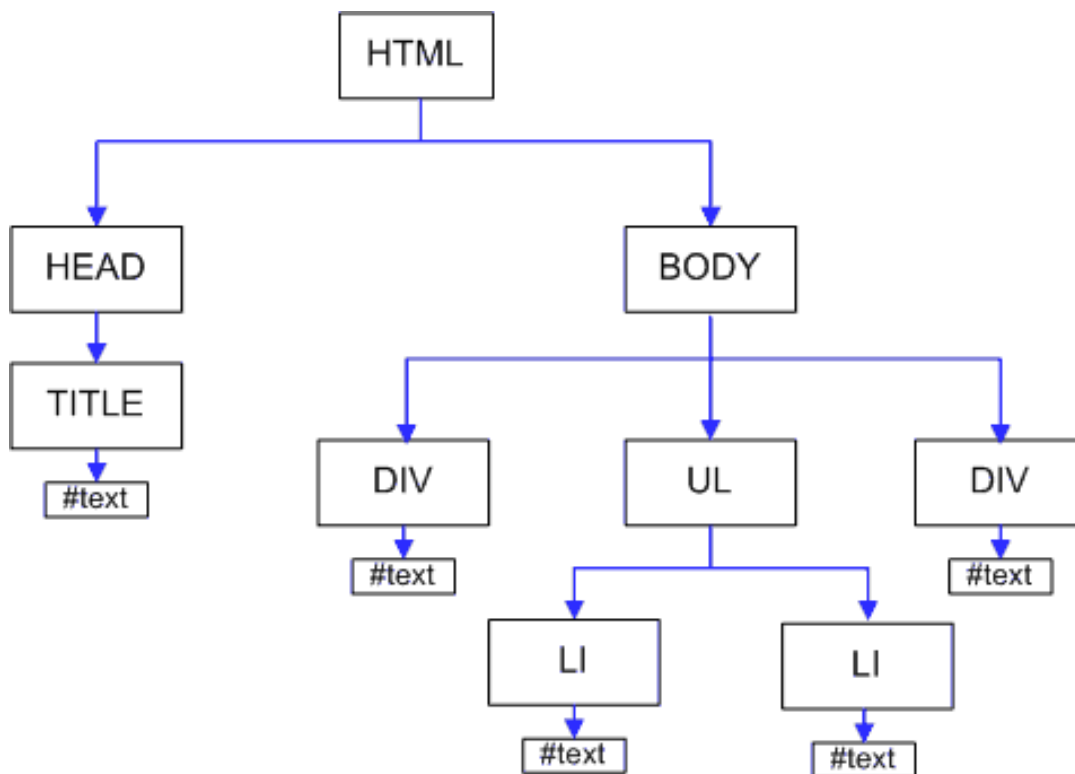 HTML
HEAD
BODY
TITLE
#text
DIV
UL
DIV
#text
#text
LI
LI
#text
#text